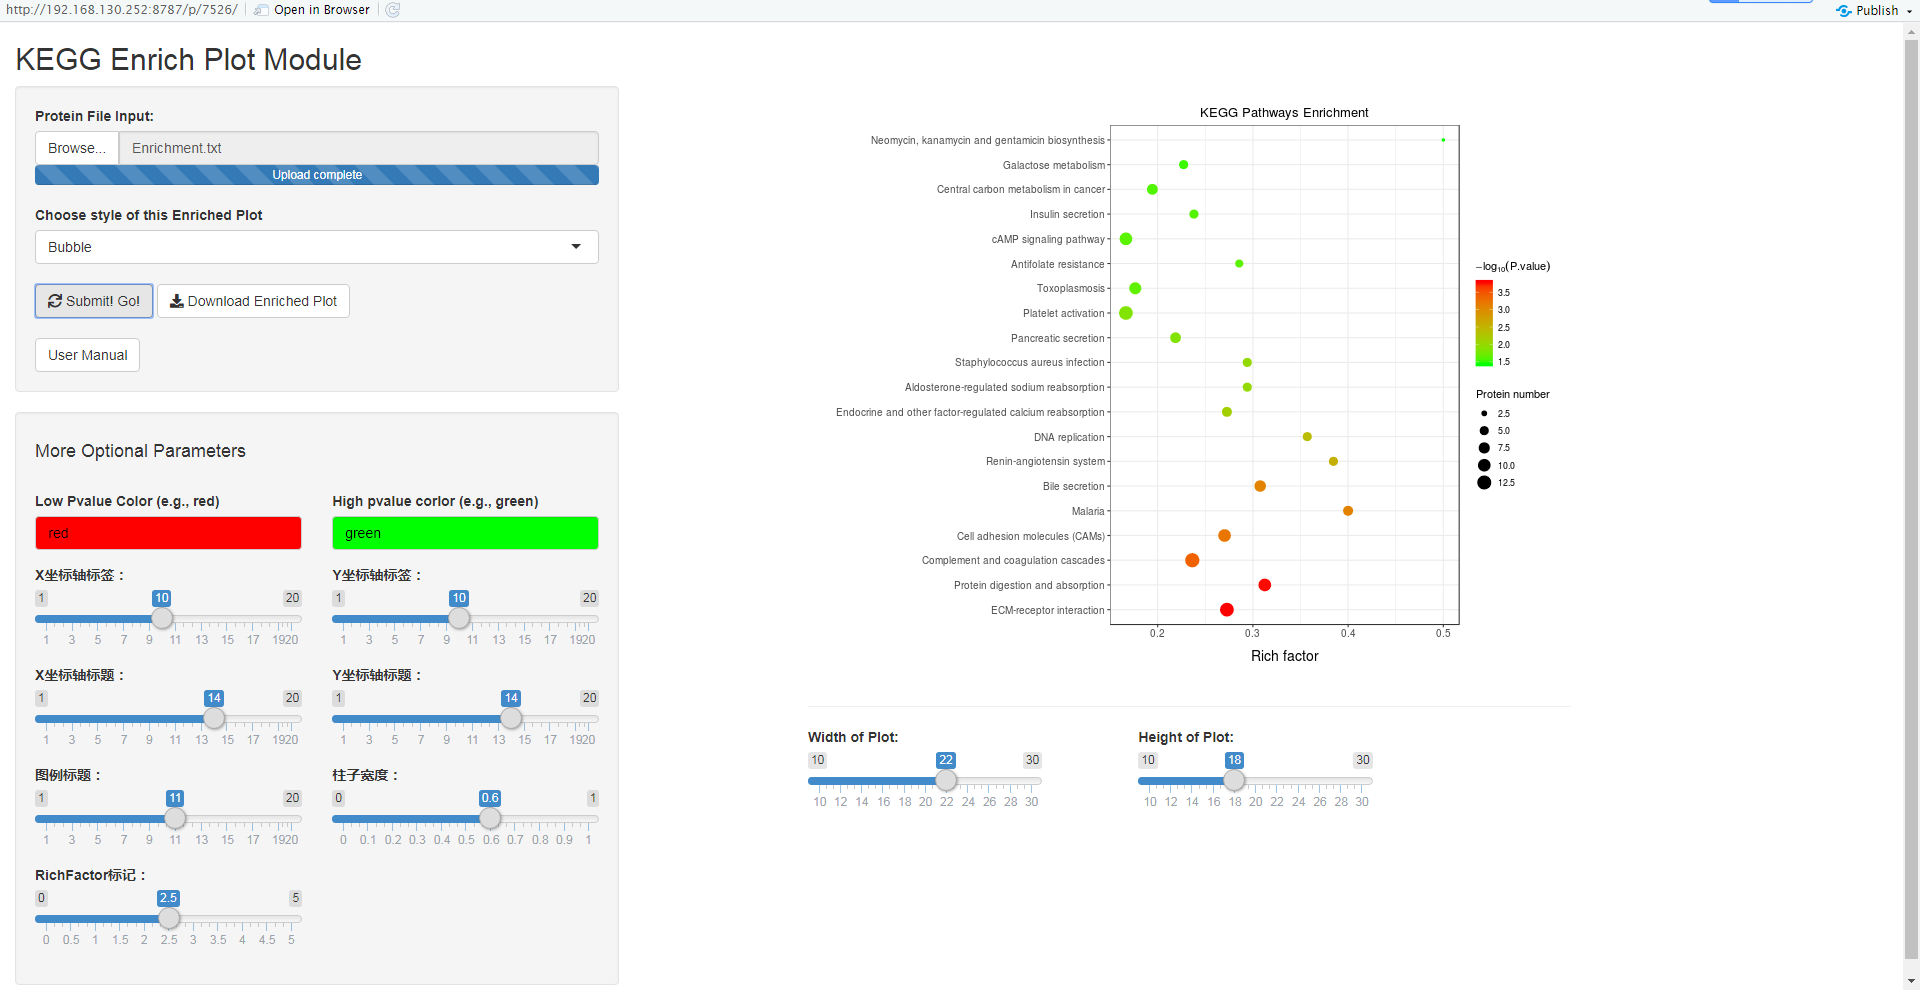 http://192.168.130.252:8787/p/7526/ Open in Browser Publish
KEGG Enrich Plot Module
Protein File Input:
Browse... Enrichment.txt
Upload complete
Choose style of this Enriched Plot
Bubble
Submit! Go! Download Enriched Plot
User Manual
More Optional Parameters
Low Pvalue Color (e.g., red) High pvalue corlor (e.g., green)
red green
X坐标轴标签： Y坐标轴标签：
1 10 20 1 10 20
1 3 5 7 9 11 13 15 17 1920 1 3 5 7 9 11 13 15 17 1920
X坐标轴标题： Y坐标轴标题：
1 14 20 1 14 20
1 3 5 7 9 11 13 15 17 1920 1 3 5 7 9 11 13 15 17 1920
图例标题： 柱子宽度：
1 11 20 0 0.6 1
1 3 5 7 9 11 13 15 17 1920 0 0.1 0.2 0.3 0.4 0.5 0.6 0.7 0.8 0.9 1
RichFactor标记：
0 2.5 5
0 0.5 1 1.5 2 2.5 3 3.5 4 4.5 5
KEGG Pathways Enrichment
Neomycin, kanamycin and gentamicin biosynthesis
Galactose metabolism
Central carbon metabolism in cancer
Insulin secretion
cAMP signaling pathway
Antifolate resistance
Toxoplasmosis
Platelet activation
Pancreatic secretion
Staphylococcus aureus infection
Aldosterone-regulated sodium reabsorption
Endocrine and other factor-regulated calcium reabsorption
DNA replication
Renin-angiotensin system
Bile secretion
Malaria
Cell adhesion molecules (CAMs)
Complement and coagulation cascades
Protein digestion and absorption
ECM-receptor interaction
0.2 0.3 0.4 0.5
Rich factor
−log10(P.value)
3.5
3.0
2.5
2.0
1.5
Protein number
2.5
5.0
7.5
10.0
12.5
Width of Plot: Height of Plot:
10 22 30 10 18 30
10 12 14 16 18 20 22 24 26 28 30 10 12 14 16 18 20 22 24 26 28 30